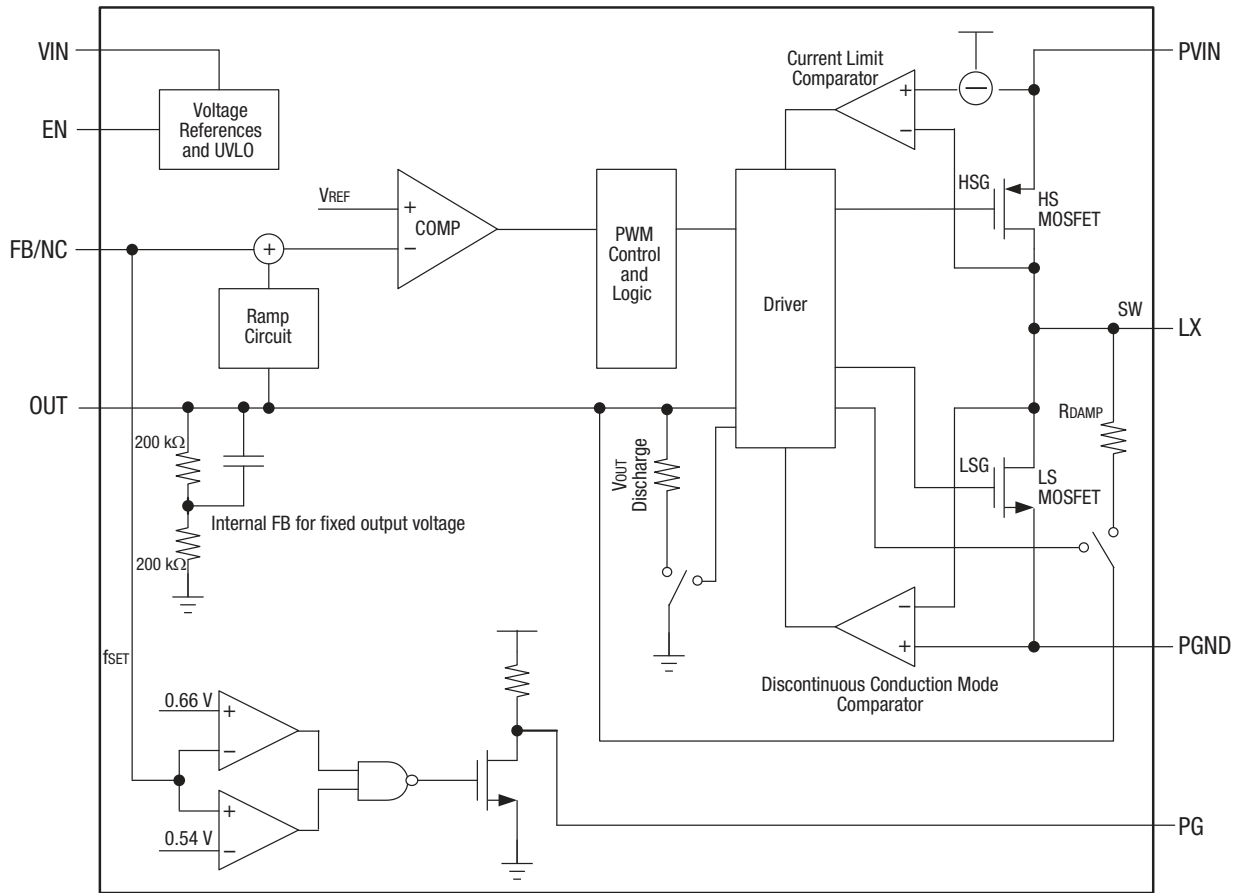 VIN
EN
FB/NC
OUT
PVIN
LX
PGND
PG
Voltage
References
and UVLO
VREF
+
−
COMP
+
Ramp
Circuit
PWM
Control
and
Logic
Driver
Current Limit
Comparator
+
−
−
HSG
HS
MOSFET
SW
RDAMP
LSG
LS
MOSFET
−
+
Discontinuous Conduction Mode
Comparator
VOUT
Discharge
200 kΩ
Internal FB for fixed output voltage
200 kΩ
fSET
0.66 V
+
−
+
0.54 V
−